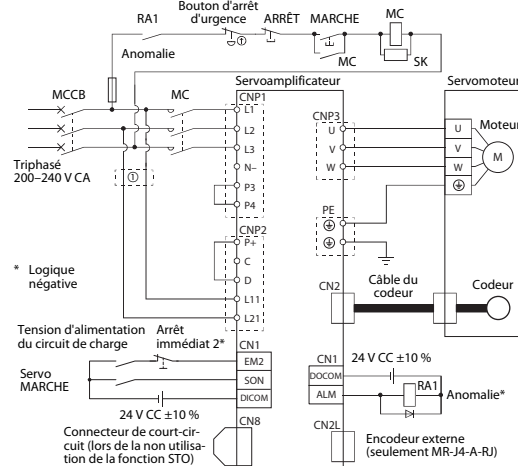 Bouton d'arrêt
d'urgence
RA1
ARRÊT
MARCHE
MC
Anomalie
①
MC
SK
MCCB
MC
Servoamplificateur
Servomoteur
CNP1
L1
L2
L3
N–
P3
P4
CNP3
U
V
W
U
V
W
Moteur
M
Triphasé
200–240 V CA
①
PE
CNP2
P+
C
D
L11
L21
* Logique
négative
CN2
Câble du
codeur
Codeur
Tension d'alimentation
du circuit de charge
Arrêt
immédiat 2*
CN1
EM2
SON
DICOM
Servo
MARCHE
24 V CC ±10 %
CN1
24 V CC ±10 %
DOCOM
ALM
RA1
Anomalie*
CN8
Connecteur de court-cir-
cuit (lors de la non utilisa-
tion de la fonction STO)
CN2L
Encodeur externe
(seulement MR-J4-A-RJ)